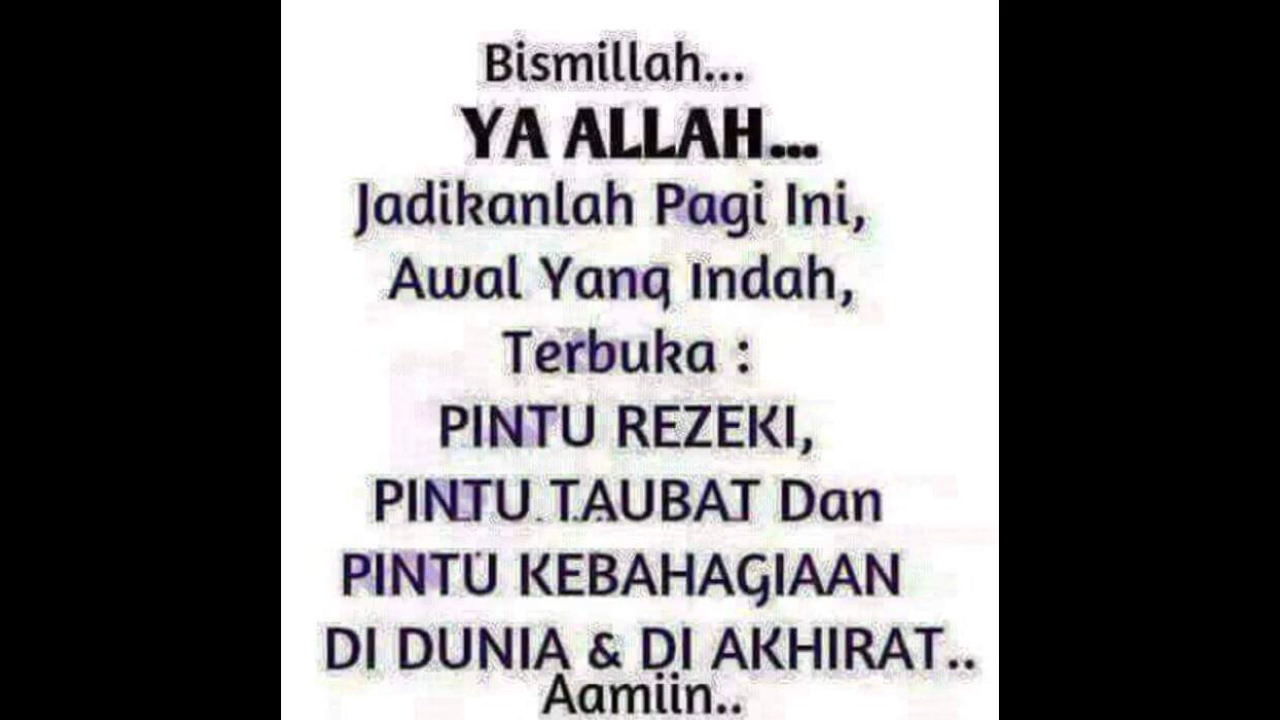 Bismillah...
YA ALLAH...
Jadikanlah Pagi Ini,
Awal Yang Indah,
Terbuka :
PINTU REZEKI,
PINTU TAUBAT Dan
PINTU KEBAHAGIAAN
DI DUNIA & DI AKHIRAT..
Aamiin..